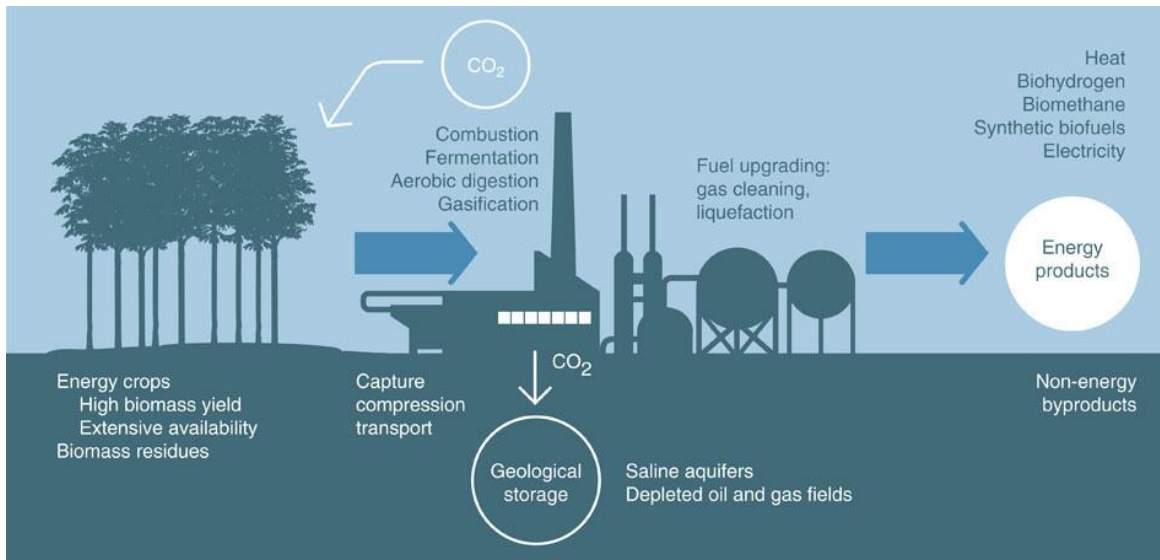 CO₂
Combustion
Fermentation
Aerobic digestion
Gasification
Fuel upgrading:
gas cleaning,
liquefaction
Heat
Biohydrogen
Biomethane
Synthetic biofuels
Electricity
Energy
products
Energy crops
High biomass yield
Extensive availability
Biomass residues
Capture
compression
transport
CO₂
Geological
storage
Saline aquifers
Depleted oil and gas fields
Non-energy
byproducts